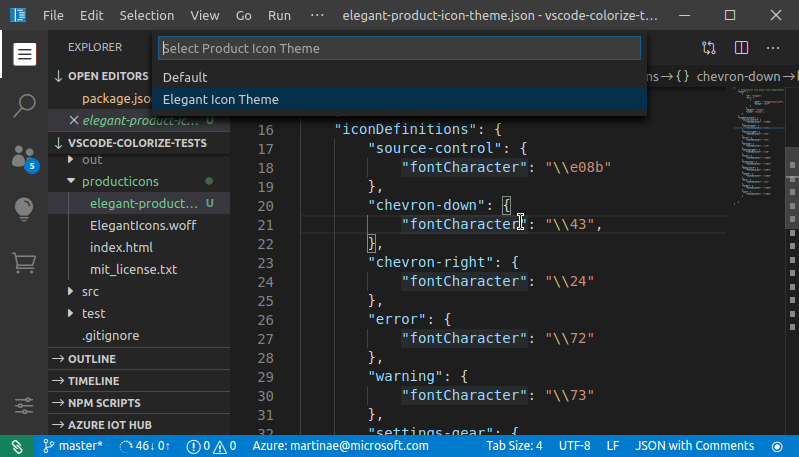 File Edit Selection View Go Run ··· elegant-product-icon-theme.json - vscode-colorize-t...
EXPLORER
Select Product Icon Theme
Default
Elegant Icon Theme
OPEN EDITORS
package.jso
elegant-product-ic... U
VSCODE-COLORIZE-TESTS
out
producticons
elegant-product... U
ElegantIcons.woff
index.html
mit_license.txt
src
test
.gitignore
OUTLINE
TIMELINE
NPM SCRIPTS
AZURE IOT HUB
5
ns → {} chevron-down →
16 "iconDefinitions": {
17 "source-control": {
18 "fontCharacter": "\\e08b"
19 },
20 "chevron-down": {
21 "fontCharacter": "\\43",
22 },
23 "chevron-right": {
24 "fontCharacter": "\\24"
25 },
26 "error": {
27 "fontCharacter": "\\72"
28 },
29 "warning": {
30 "fontCharacter": "\\73"
31 },
32 "settings-gear": {
master* 46↓ 0↑ 0 0 Azure: martinae@microsoft.com Tab Size: 4 UTF-8 LF JSON with Comments